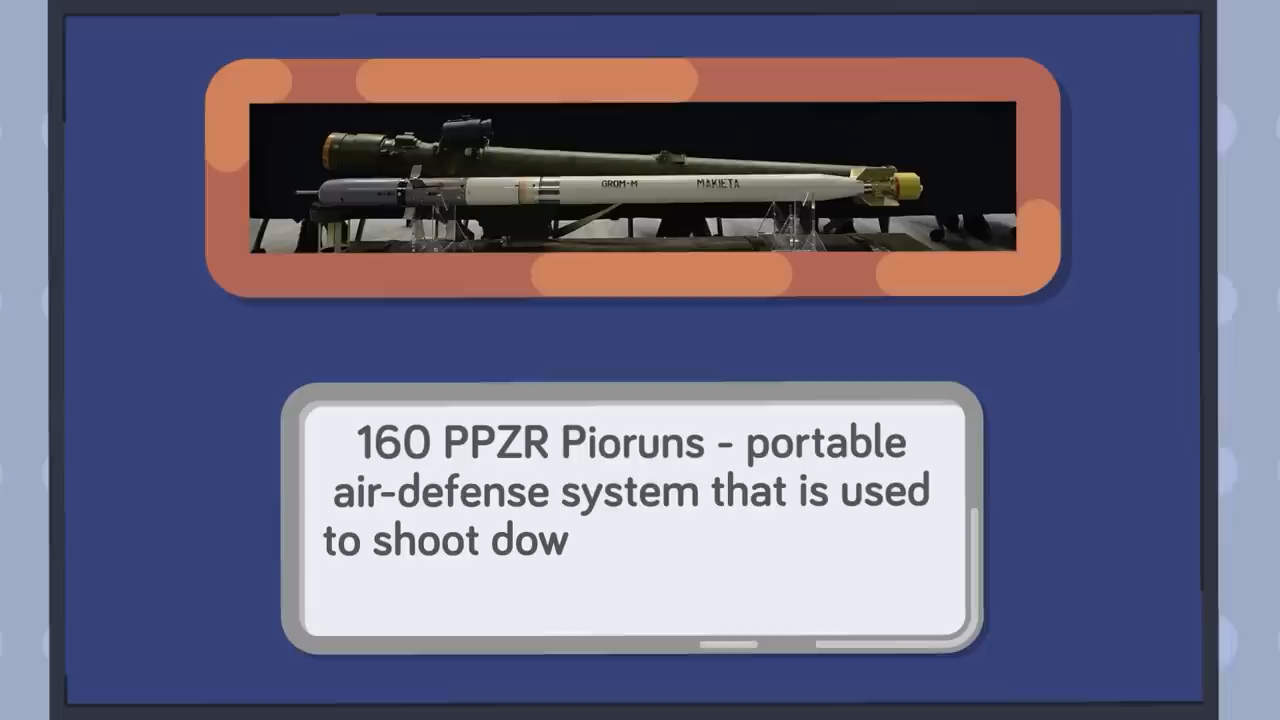 GROM-M MAKIETA
160 PPZR Pioruns - portable
air-defense system that is used
to shoot dow